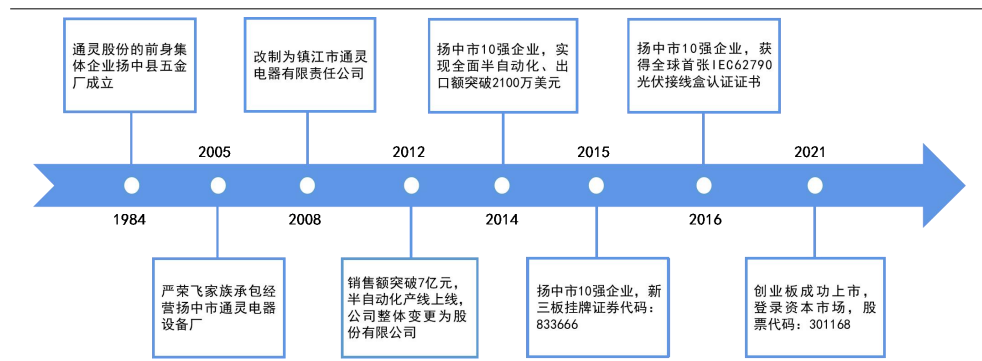 通灵股份的前身集
体企业扬中县五金
厂成立
改制为镇江市通灵
电器有限责任公司
扬中市10强企业，实
现全面半自动化、出
口额突破2100万美元
扬中市10强企业，获
得全球首张IEC62790
光伏接线盒认证证书
2005
2012
2015
2021
1984
2008
2014
2016
严荣飞家族承包经
营扬中市通灵电器
设备厂
销售额突破7亿元，
半自动化产线上线，
公司整体变更为股
份有限公司
扬中市10强企业，新
三板挂牌证券代码：
833666
创业板成功上市，
登录资本市场，股
票代码：301168